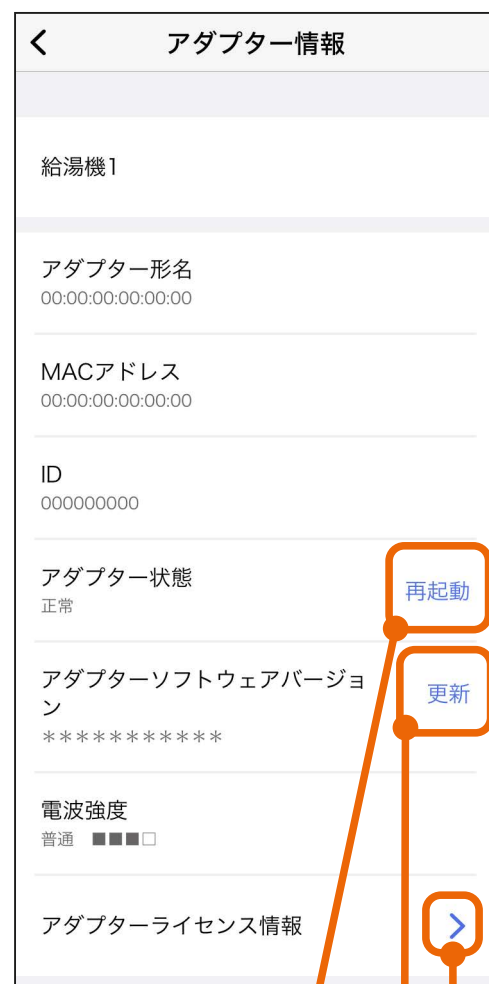 アダプター情報
給湯機1
アダプター形名
00:00:00:00:00:00
MACアドレス
00:00:00:00:00:00
ID
000000000
アダプター状態
正常
再起動
アダプターソフトウェアバージョ
ン
***********
更新
電波強度
普通 ■■■□
アダプターライセンス情報